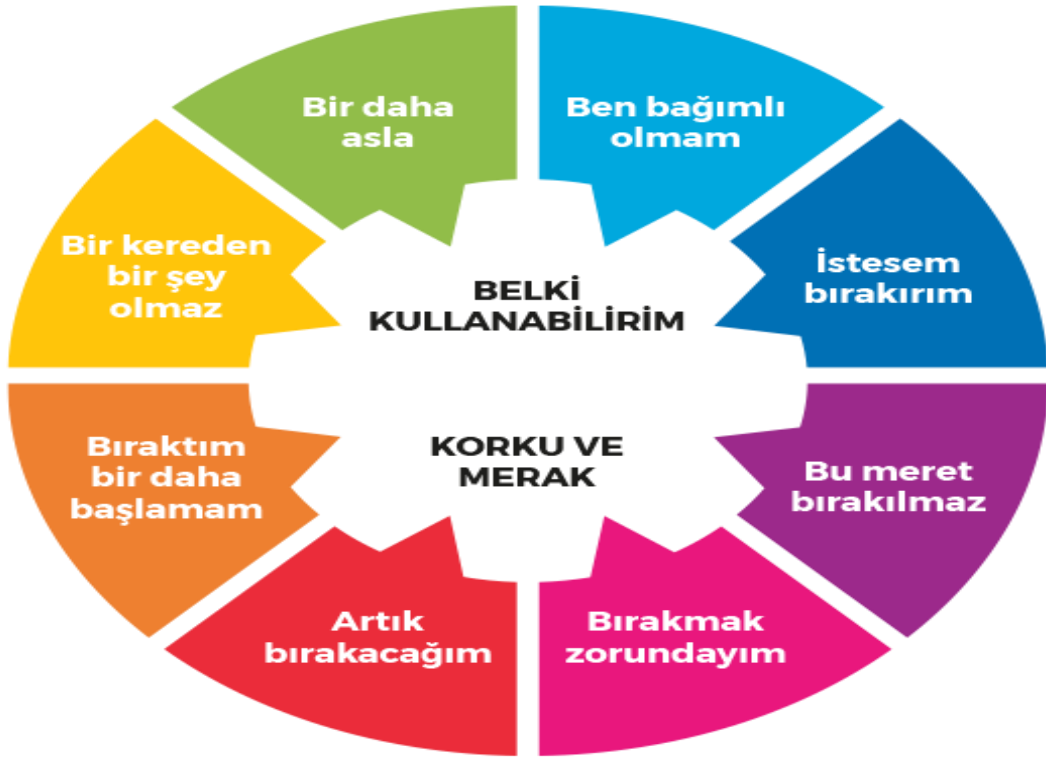 Bir daha
asla
Ben bağımlı
olmam
İstesem
bırakırım
Bu meret
bırakılmaz
Bırakmak
zorundayım
Artık
bırakacağım
Bıraktım
bir daha
başlamam
Bir kereden
bir şey
olmaz
BELKİ
KULLANABİLİRİM
KORKU VE
MERAK